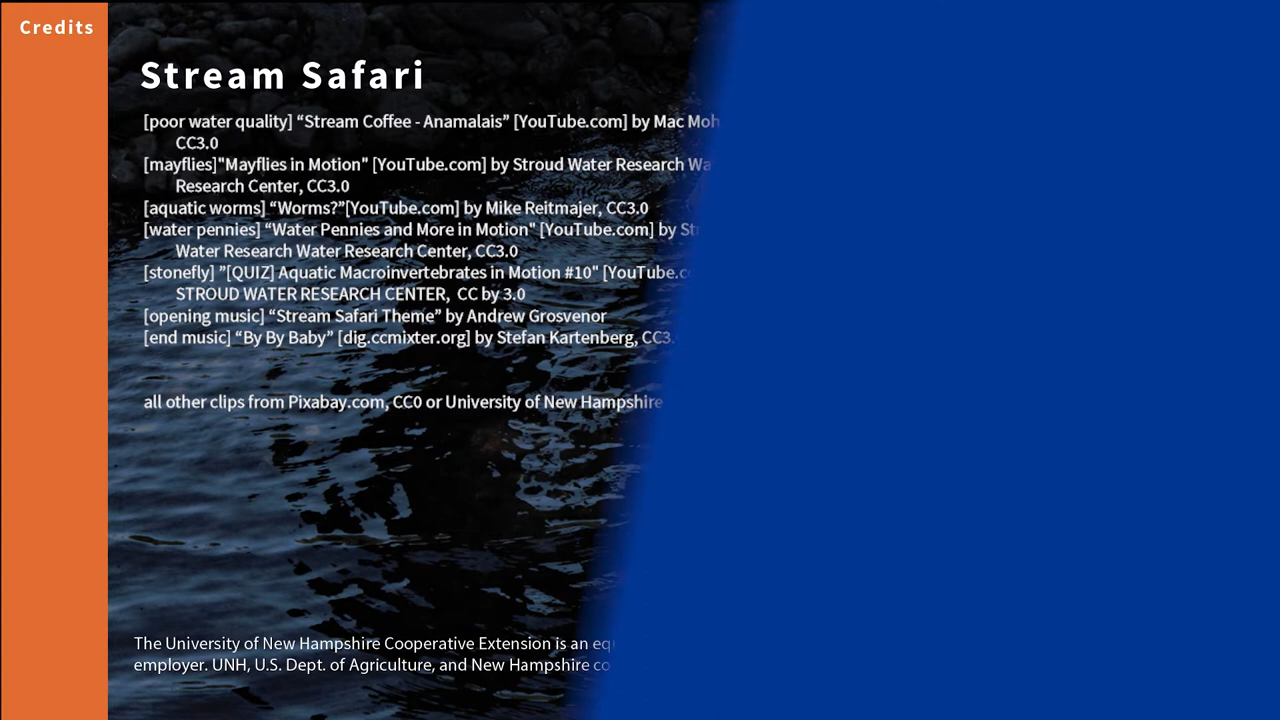 Credits
Stream Safari
[poor water quality] “Stream Coffee - Anamalais” [YouTube.com] by Mac
CC3.0
[mayflies]"Mayflies in Motion" [YouTube.com] by Stroud Water Research
Research Center, CC3.0
[aquatic worms] “Worms?”[YouTube.com] by Mike Reitmajer, CC3.0
[water pennies] “Water Pennies and More in Motion" [YouTube.com] by
Water Research Water Research Center, CC3.0
[stonefly] ”[QUIZ] Aquatic Macroinvertebrates in Motion #10"
STROUD WATER RESEARCH CENTER, CC by 3.0
[opening music] “Stream Safari Theme” by Andrew Grosvenor
[end music] “By By Baby” [dig.ccmixter.org] by Stefan Kartenberg,
all other clips from Pixabay.com, CC0 or University of New Hampshire
The University of New Hampshire Cooperative Extension is an
employer. UNH, U.S. Dept. of Agriculture, and New Hampshire